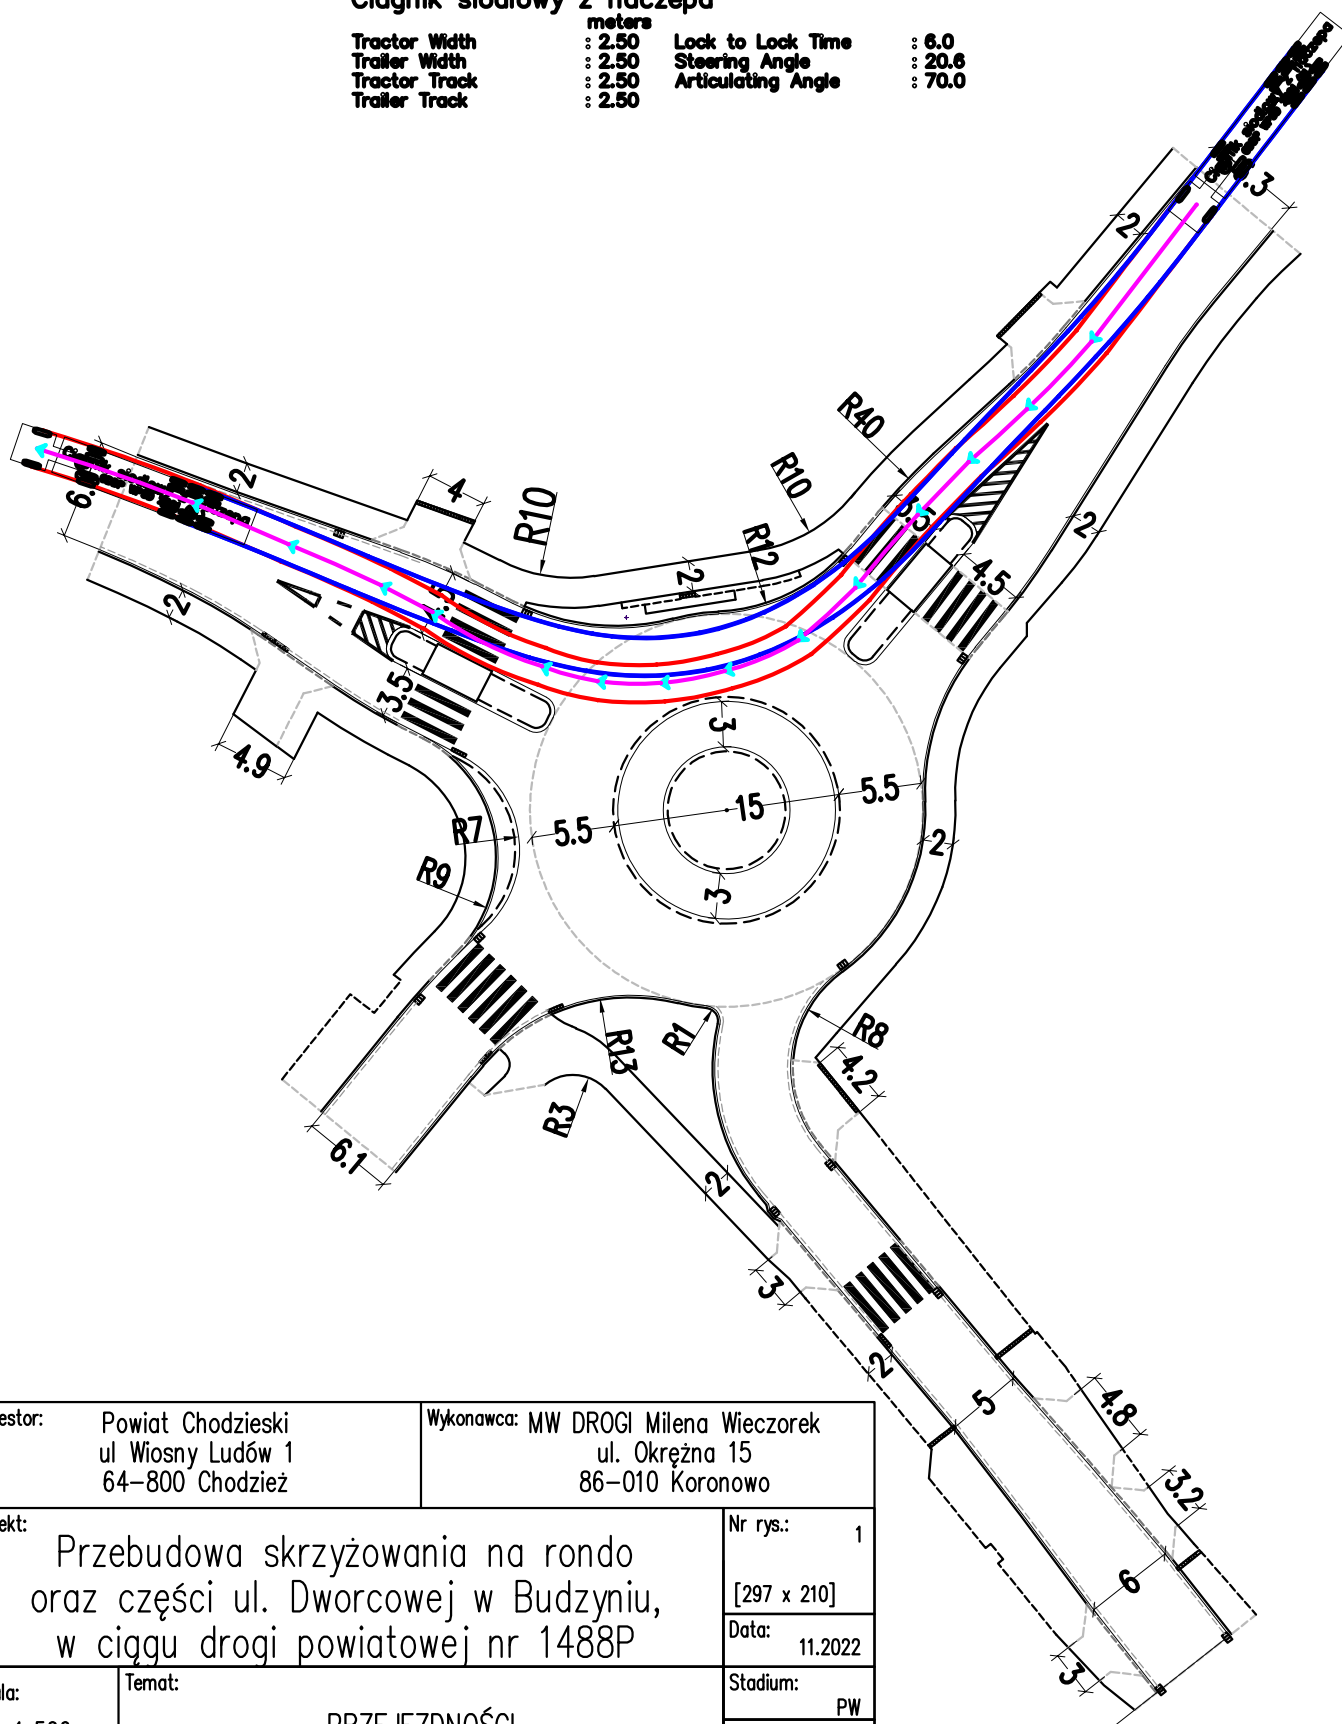 Ciągnik siodłowy z naczepą
meters
Tractor Width : 2.50 Lock to Lock Time : 6.0
Trailer Width : 2.50 Steering Angle : 20.6
Tractor Track : 2.50 Articulating Angle : 70.0
Trailer Track : 2.50
2
R40
R10
R12
R10
2
4
2
2
4.5
2
3.5
4.9
3
15
5.5
5.5
3
2
R7
R9
R8
R13
R1
R3
4.2
6.1
2
3
2
5
4.8
3.2
6
3
estor:
Powiat Chodzieski
ul Wiosny Ludów 1
64-800 Chodzież
Wykonawca: MW DROGI Milena Wieczorek
ul. Okrężna 15
86-010 Koronowo
ekt:
Przebudowa skrzyżowania na rondo
oraz części ul. Dworcowej w Budzyniu,
w ciągu drogi powiatowej nr 1488P
Nr rys.: 1
[297 x 210]
Data: 11.2022
la:
Temat:
PRZEJEZDNOŚCI
Stadium: PW